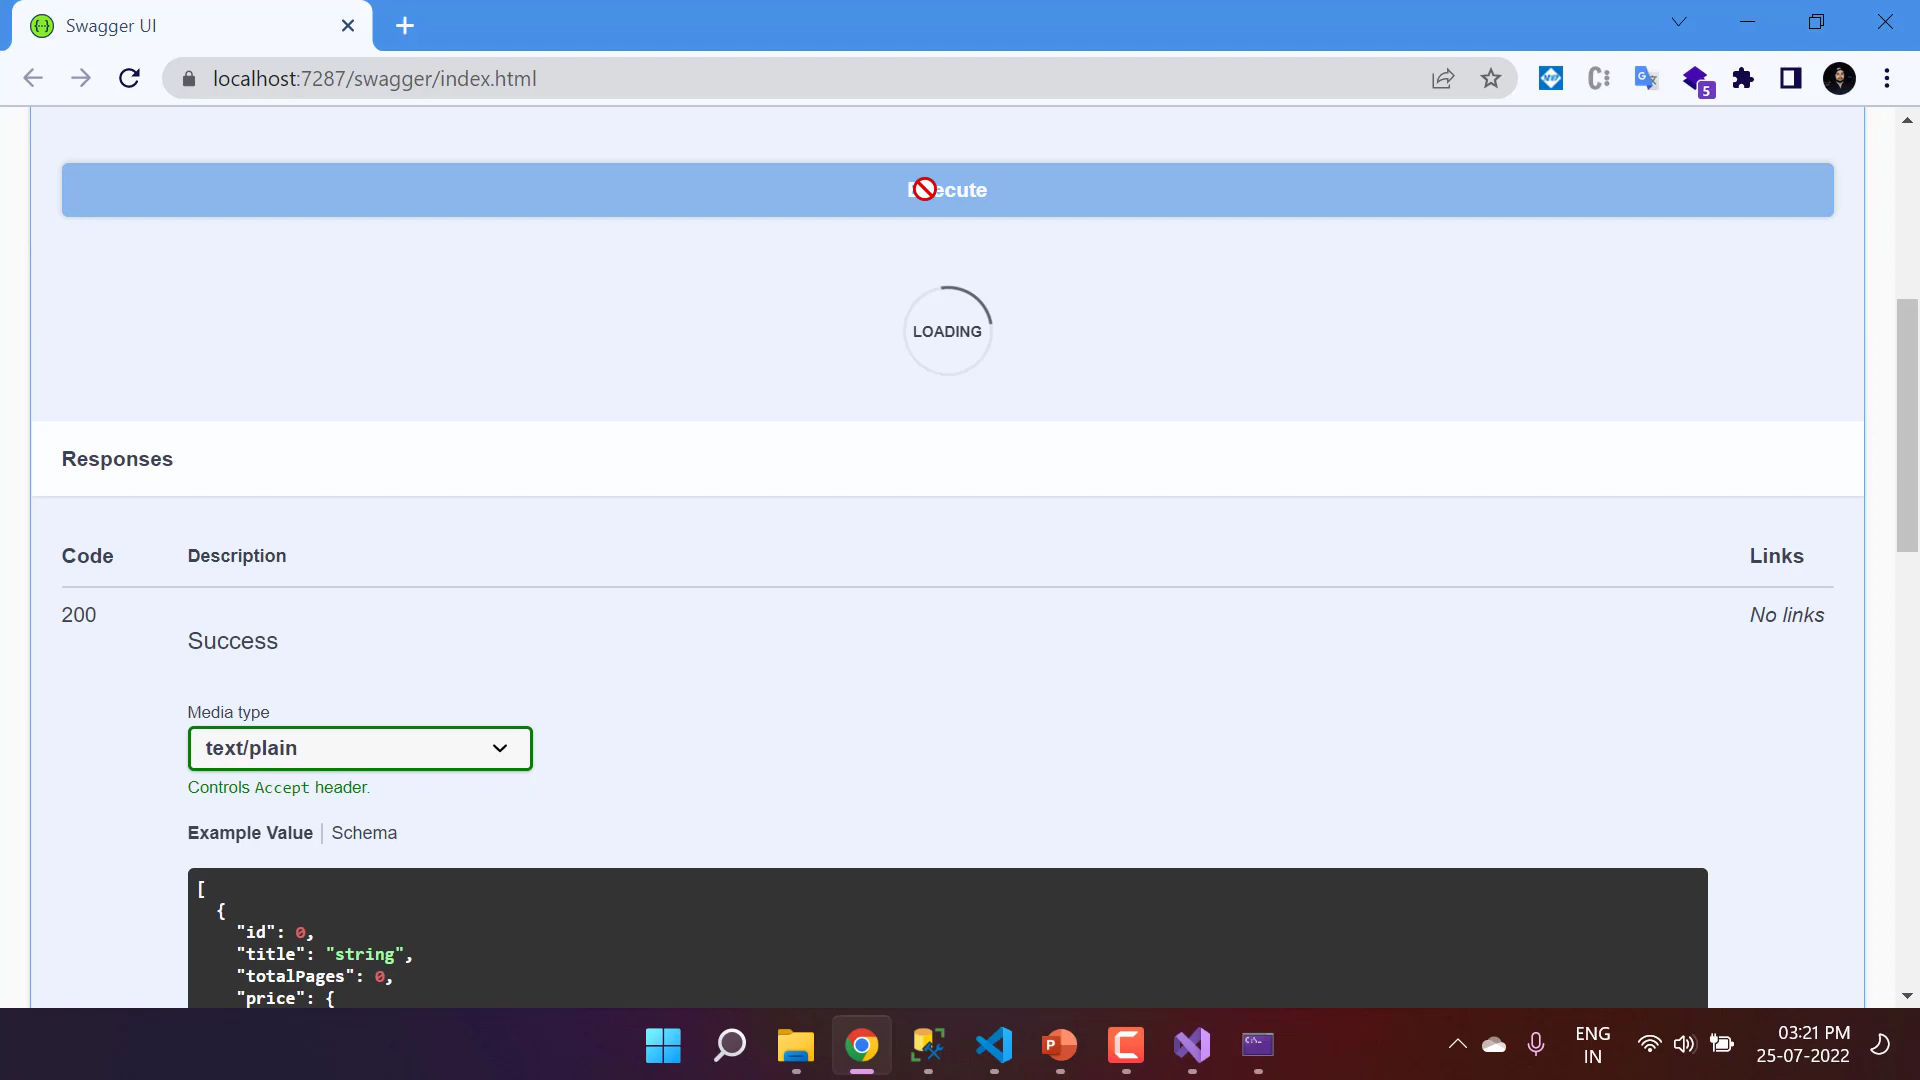 Swagger UI
localhost:7287/swagger/index.html
5
Execute
LOADING
Responses
Code Description Links
200 No links
Success
Media type
text/plain
Controls Accept header.
Example Value Schema
[
{
"id": 0,
"title": "string",
"totalPages": 0,
"price": {
ENG
IN
03:21 PM
25-07-2022